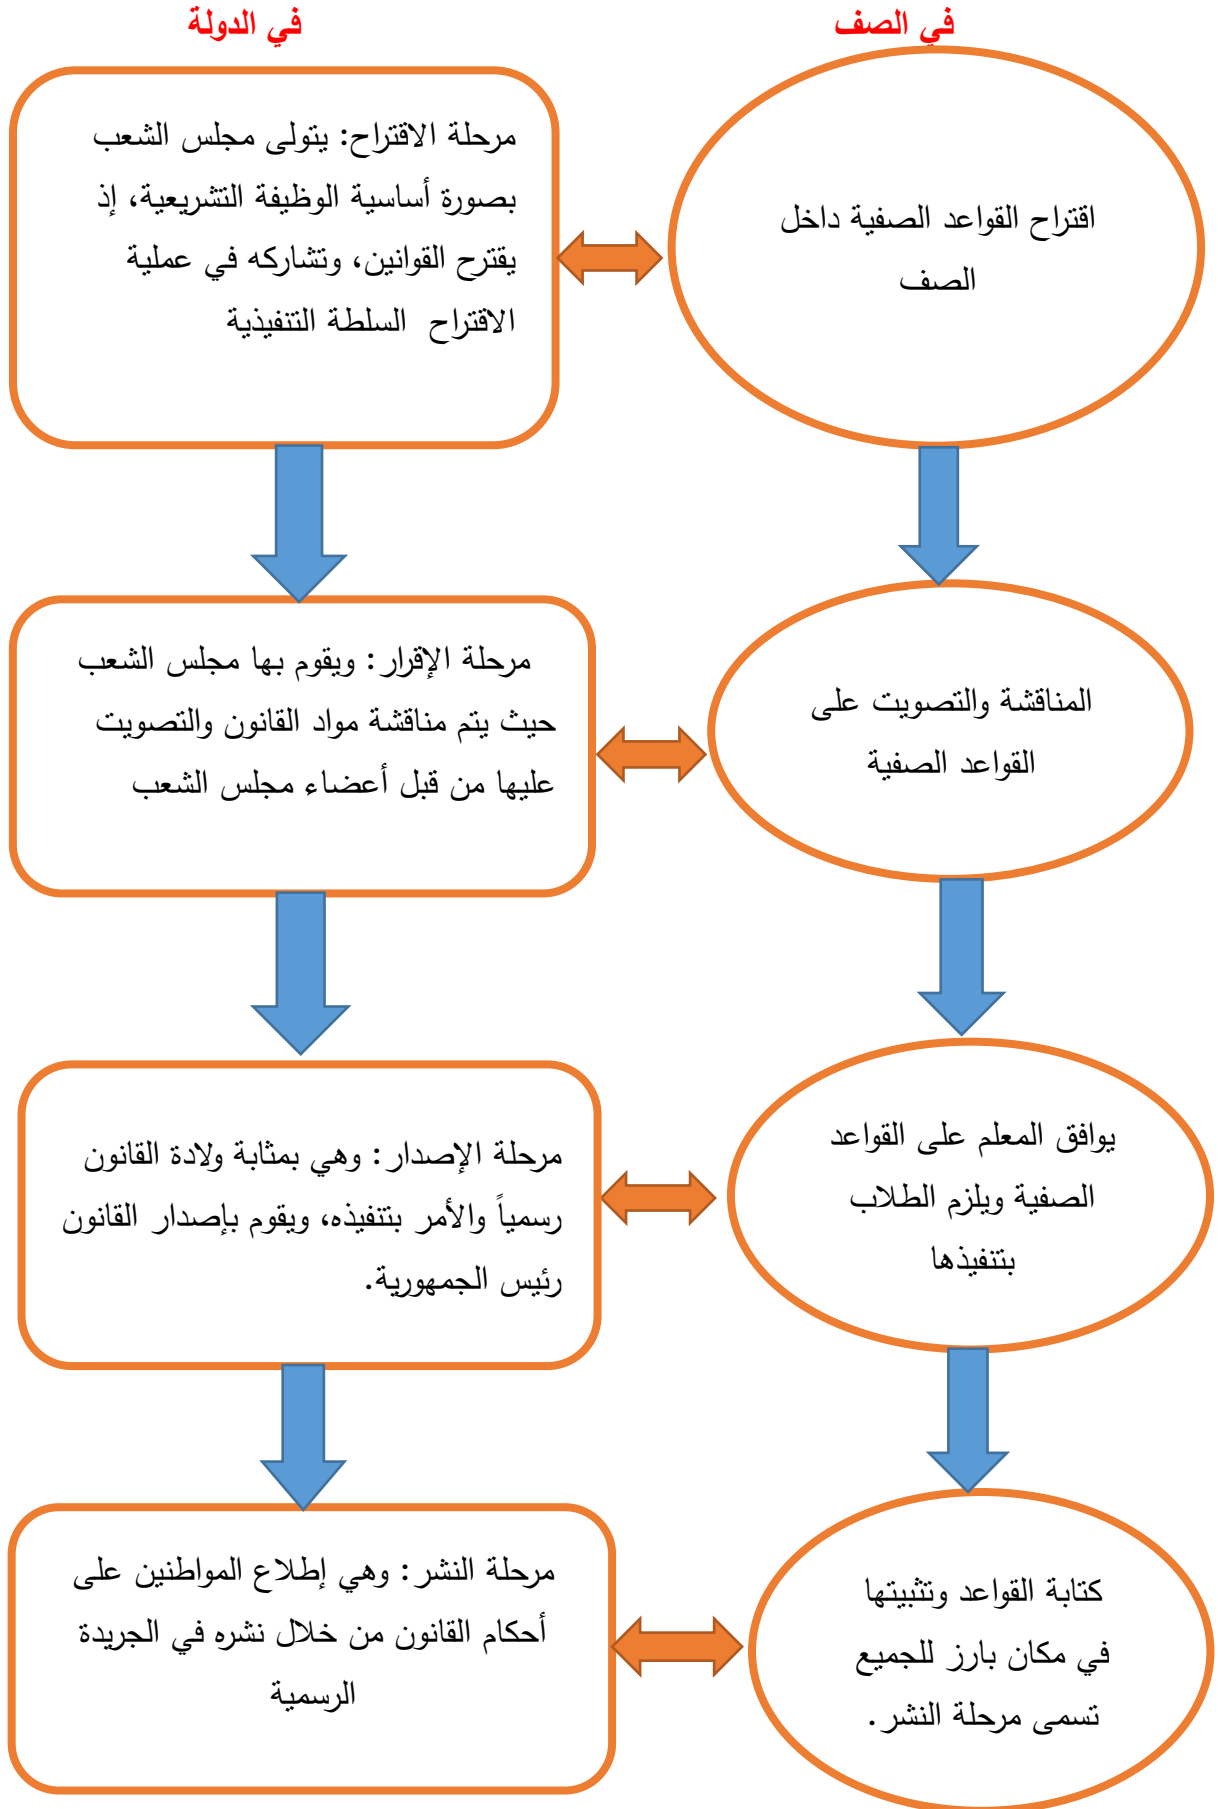 في الصف
في الدولة
اقتراح القواعد الصفية داخل
الصف
مرحلة الاقتراح: يتولى مجلس الشعب
بصورة أساسية الوظيفة التشريعية، إذ
يقترح القوانين، وتشاركه في عملية
الاقتراح السلطة التنفيذية
المناقشة والتصويت على
القواعد الصفية
مرحلة الإقرار: ويقوم بها مجلس الشعب
حيث يتم مناقشة مواد القانون والتصويت
عليها من قبل أعضاء مجلس الشعب
يوافق المعلم على القواعد
الصفية ويلزم الطلاب
بتنفيذها
مرحلة الإصدار: وهي بمثابة ولادة القانون
رسمياً والأمر بتنفيذه، ويقوم بإصدار القانون
رئيس الجمهورية.
كتابة القواعد وتثبيتها
في مكان بارز للجميع
تسمى مرحلة النشر.
مرحلة النشر: وهي إطلاع المواطنين على
أحكام القانون من خلال نشره في الجريدة
الرسمية